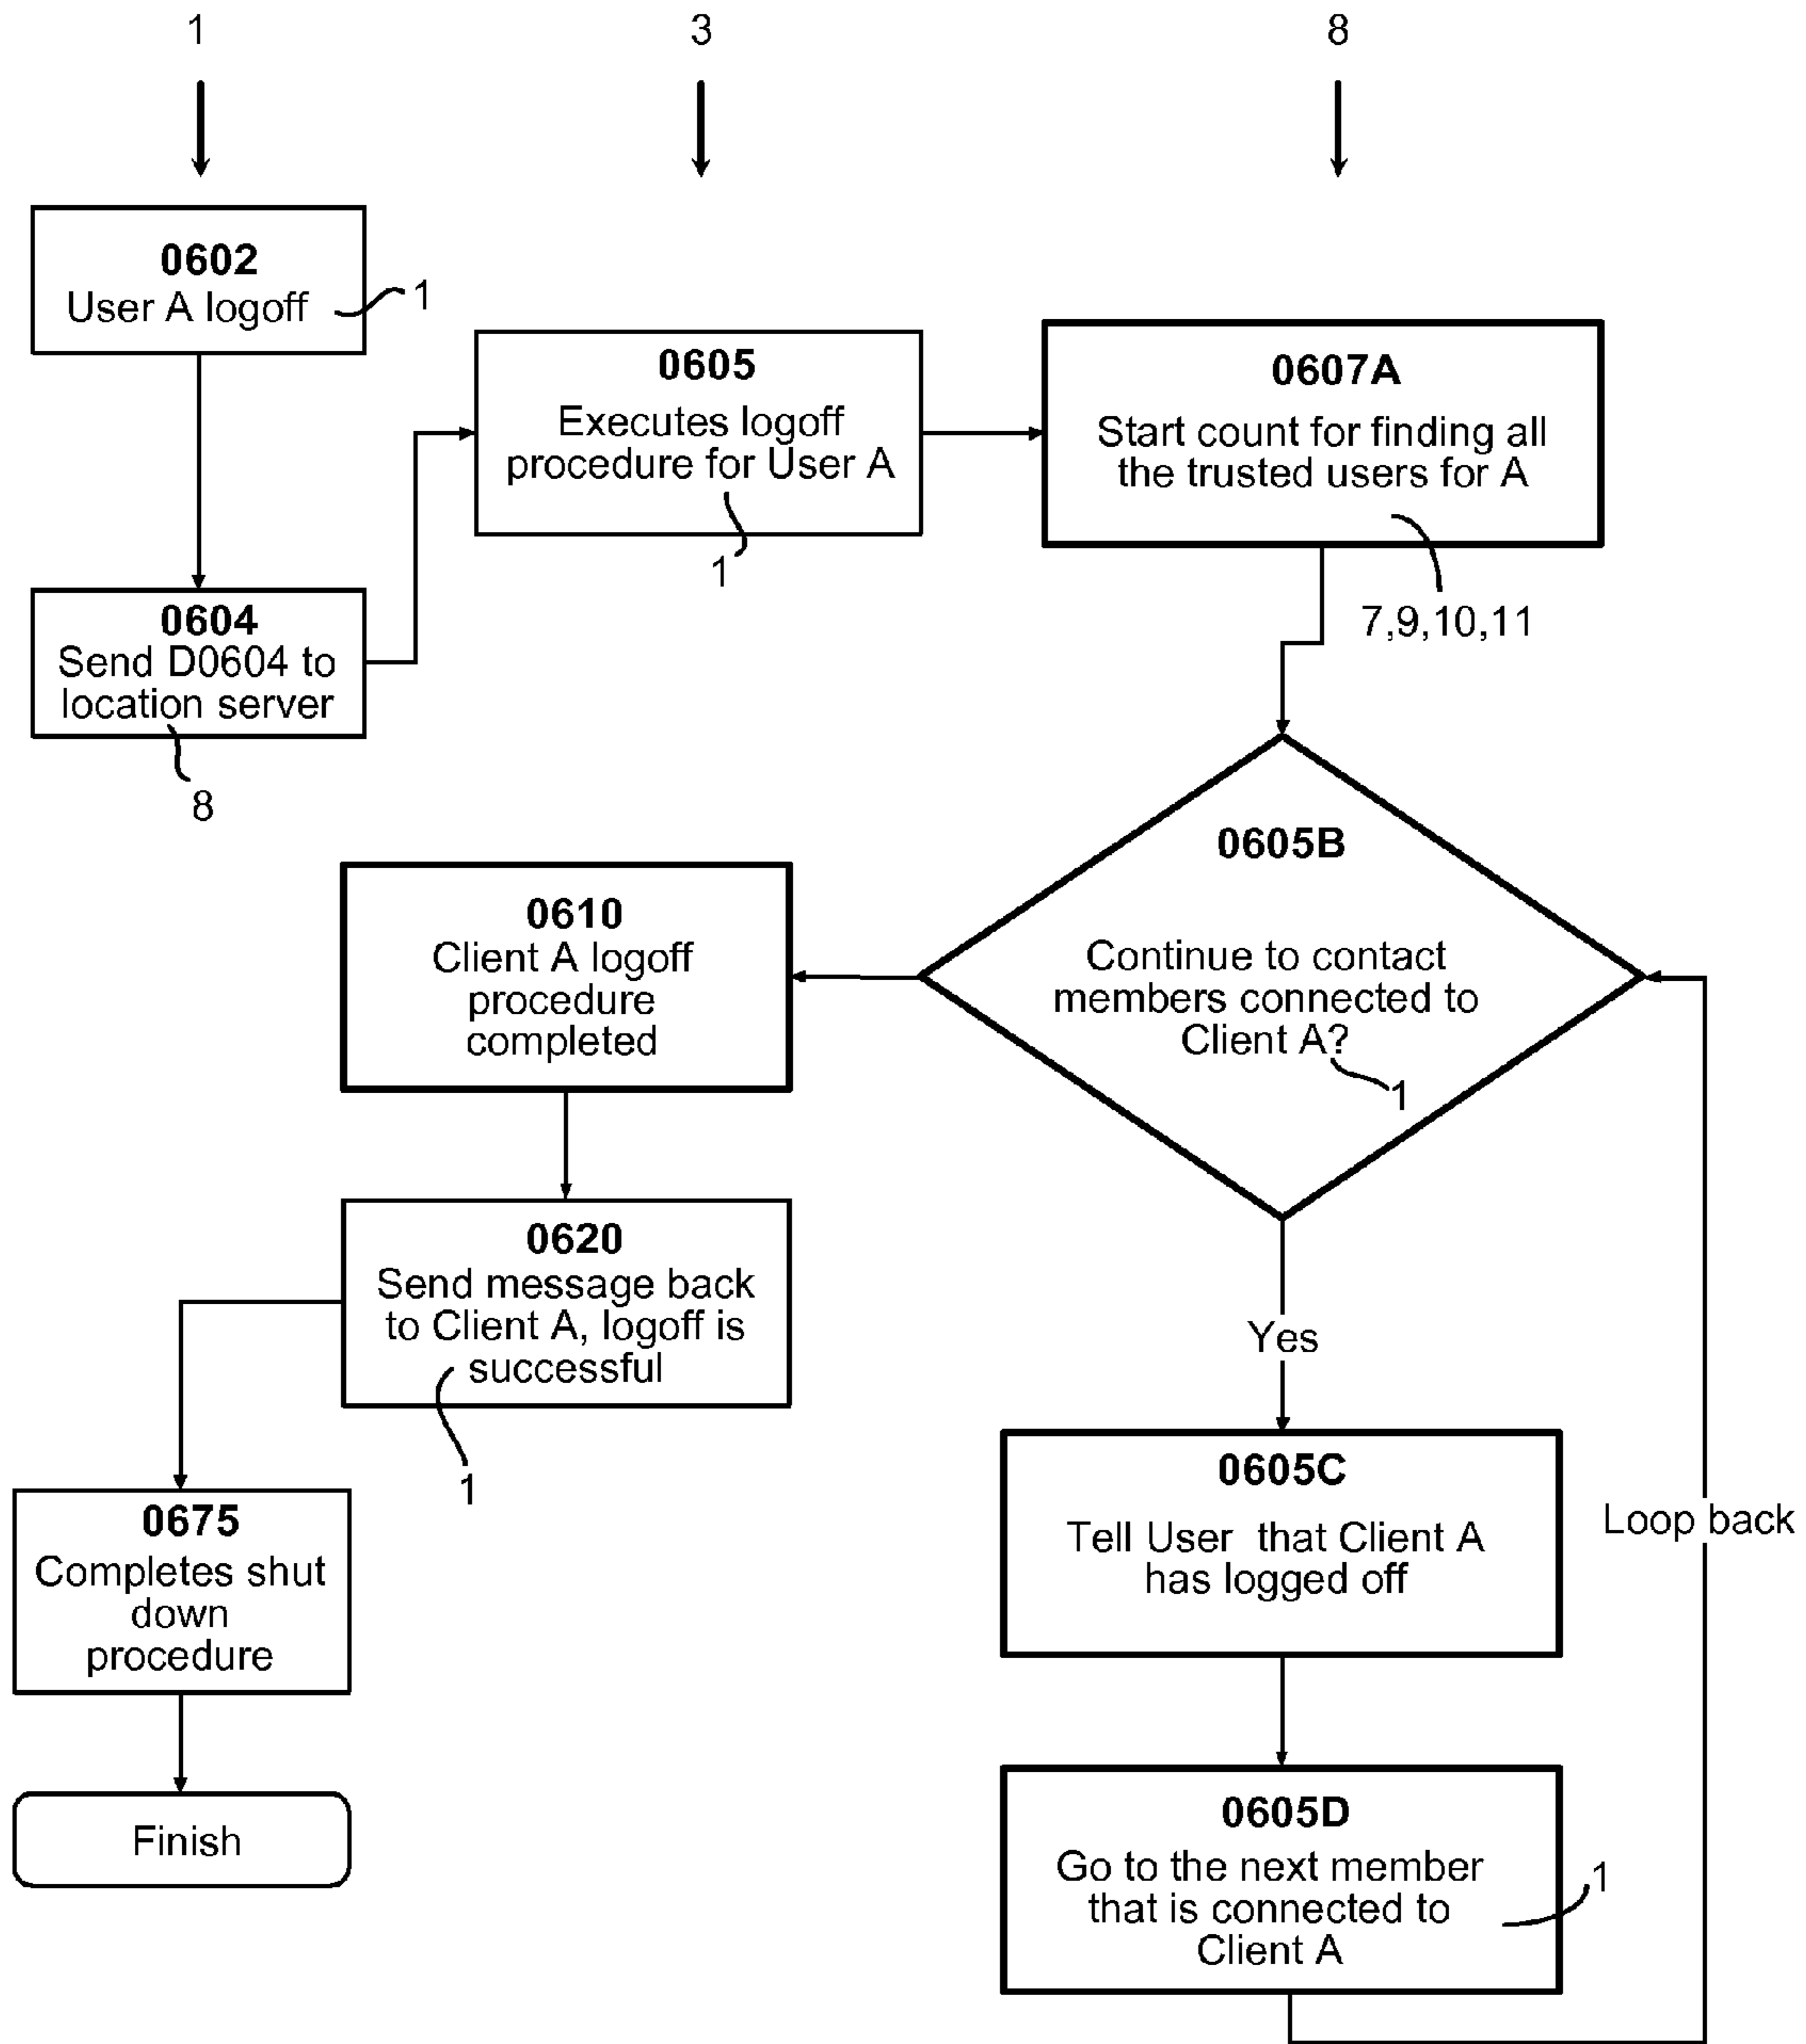 1
3
8
0602
User A logoff
1
0605
Executes logoff
procedure for User A
1
0607A
Start count for finding all
the trusted users for A
7,9,10,11
0604
Send D0604 to
location server
8
0605B
Continue to contact
members connected to
Client A?
1
0610
Client A logoff
procedure
completed
0620
Send message back
to Client A, logoff is
successful
1
Yes
0605C
Tell User that Client A
has logged off
Loop back
0675
Completes shut
down
procedure
Finish
0605D
Go to the next member
that is connected to
Client A
1